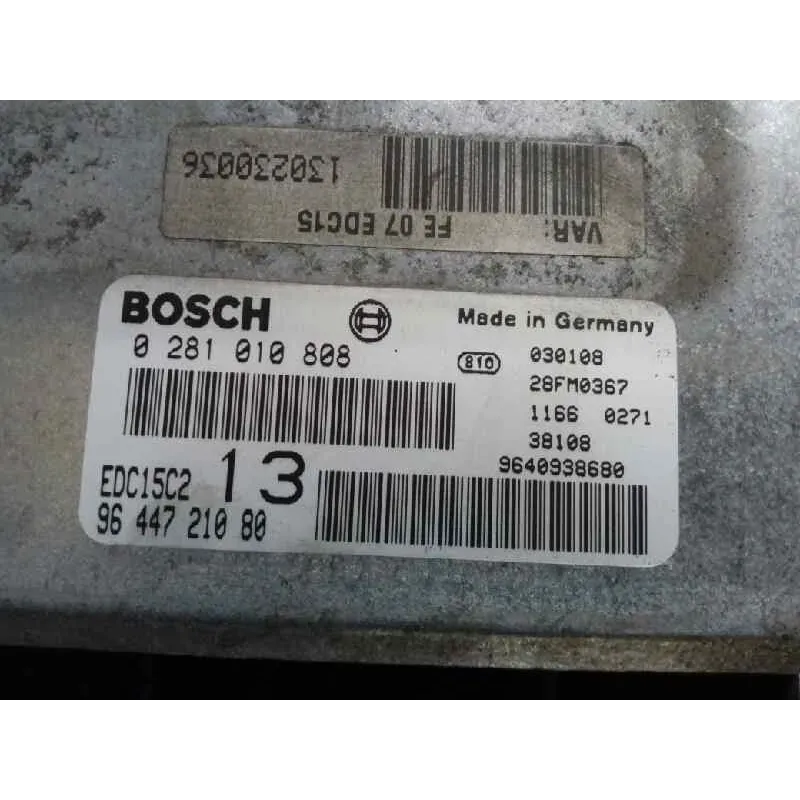 130230036
VAR: FE 07 EDC15
BOSCH
Made in Germany
0 281 010 808
810
030108
28FM0367
1166 0271
38108
9640938680
EDC15C2 13
96 447 210 80